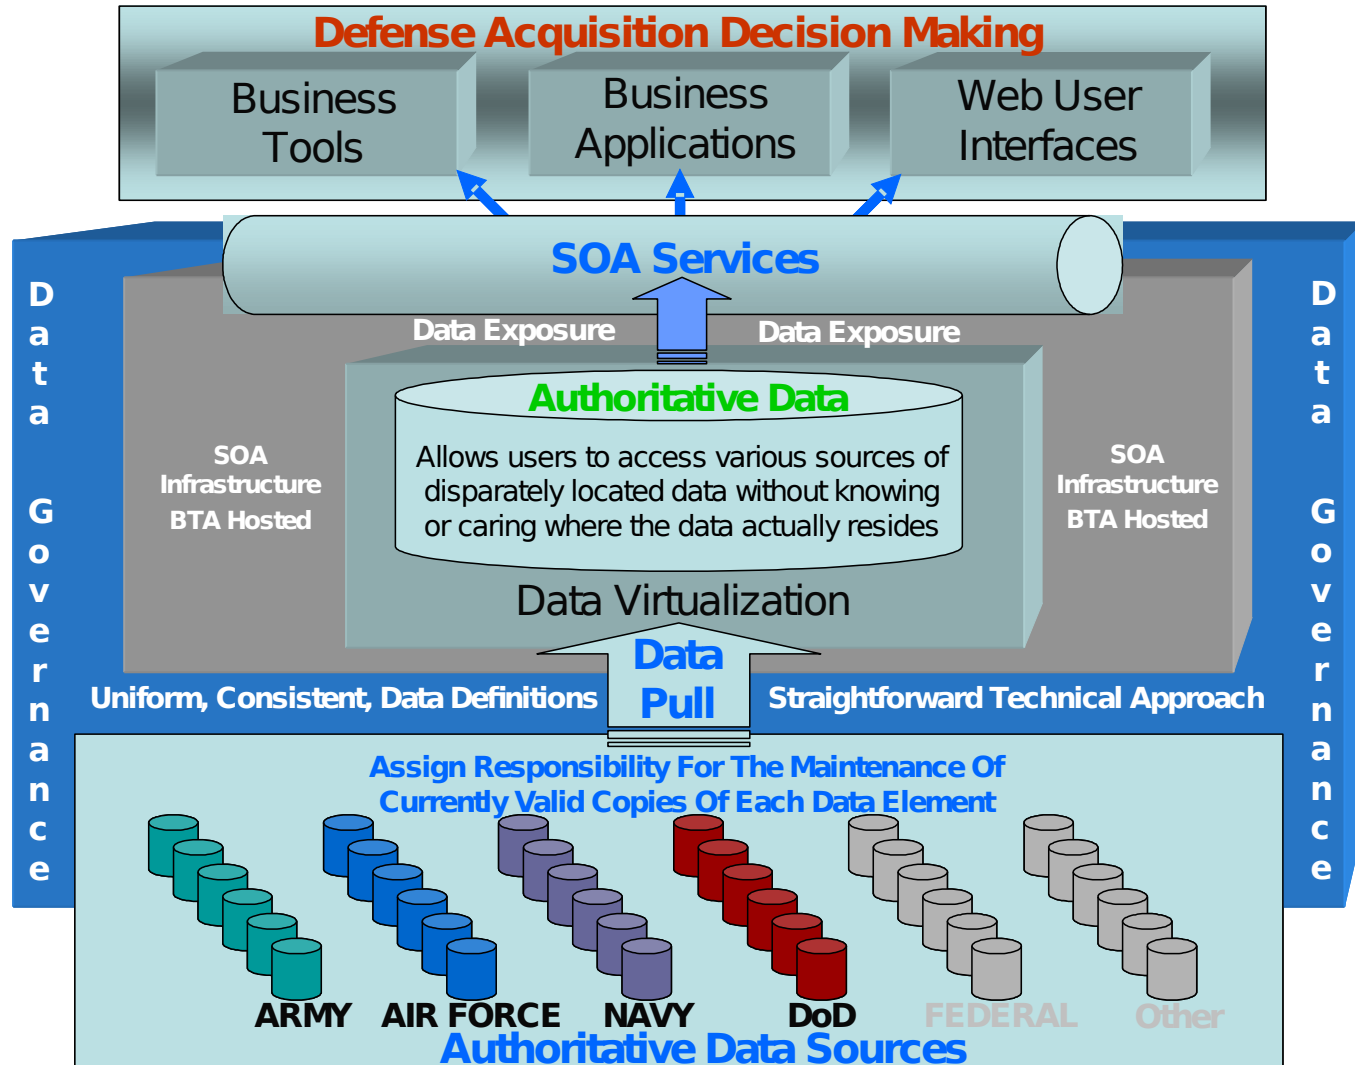 Defense Acquisition Decision Making
Business
Tools
Business
Applications
Web User
Interfaces
SOA Services
Data Exposure
Data Exposure
Authoritative Data
Allows users to access various sources of
disparately located data without knowing
or caring where the data actually resides
Data Virtualization
SOA
Infrastructure
BTA Hosted
SOA
Infrastructure
BTA Hosted
Data Governance
Data Governance
Data
Pull
Uniform, Consistent, Data Definitions
Straightforward Technical Approach
Assign Responsibility For The Maintenance Of
Currently Valid Copies Of Each Data Element
ARMY
AIR FORCE
NAVY
DoD
FEDERAL
Other
Authoritative Data Sources